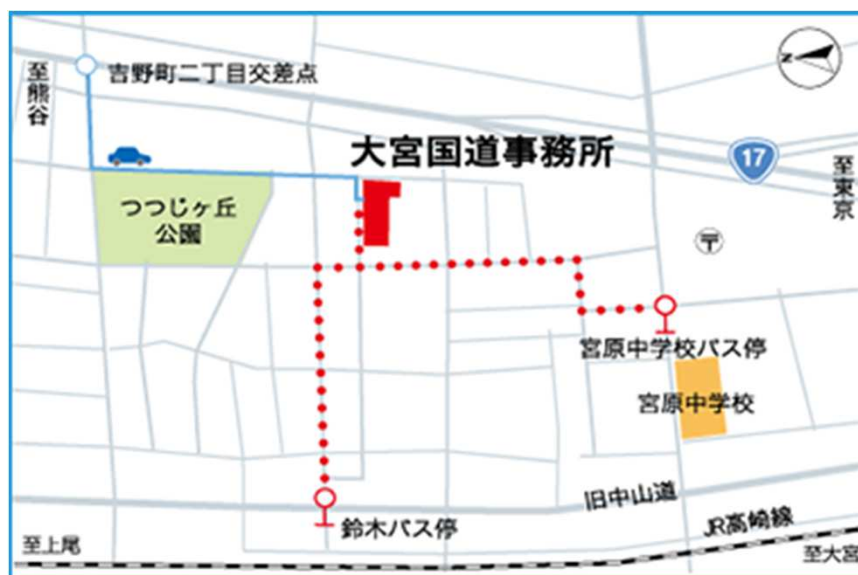 至熊谷
吉野町二丁目交差点
N
大宮国道事務所
17
至東京
つつじヶ丘
公園
〒
宮原中学校バス停
宮原中学校
旧中山道
鈴木バス停
JR高崎線
至上尾
至大宮